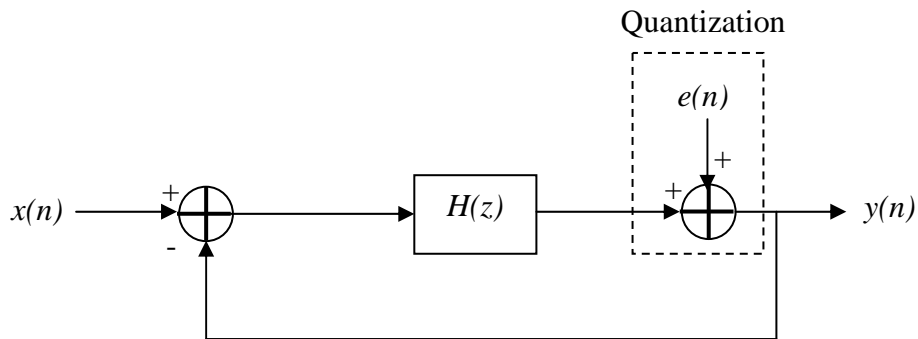 Quantization
e(n)
+
+
+
x(n)
H(z)
y(n)
-